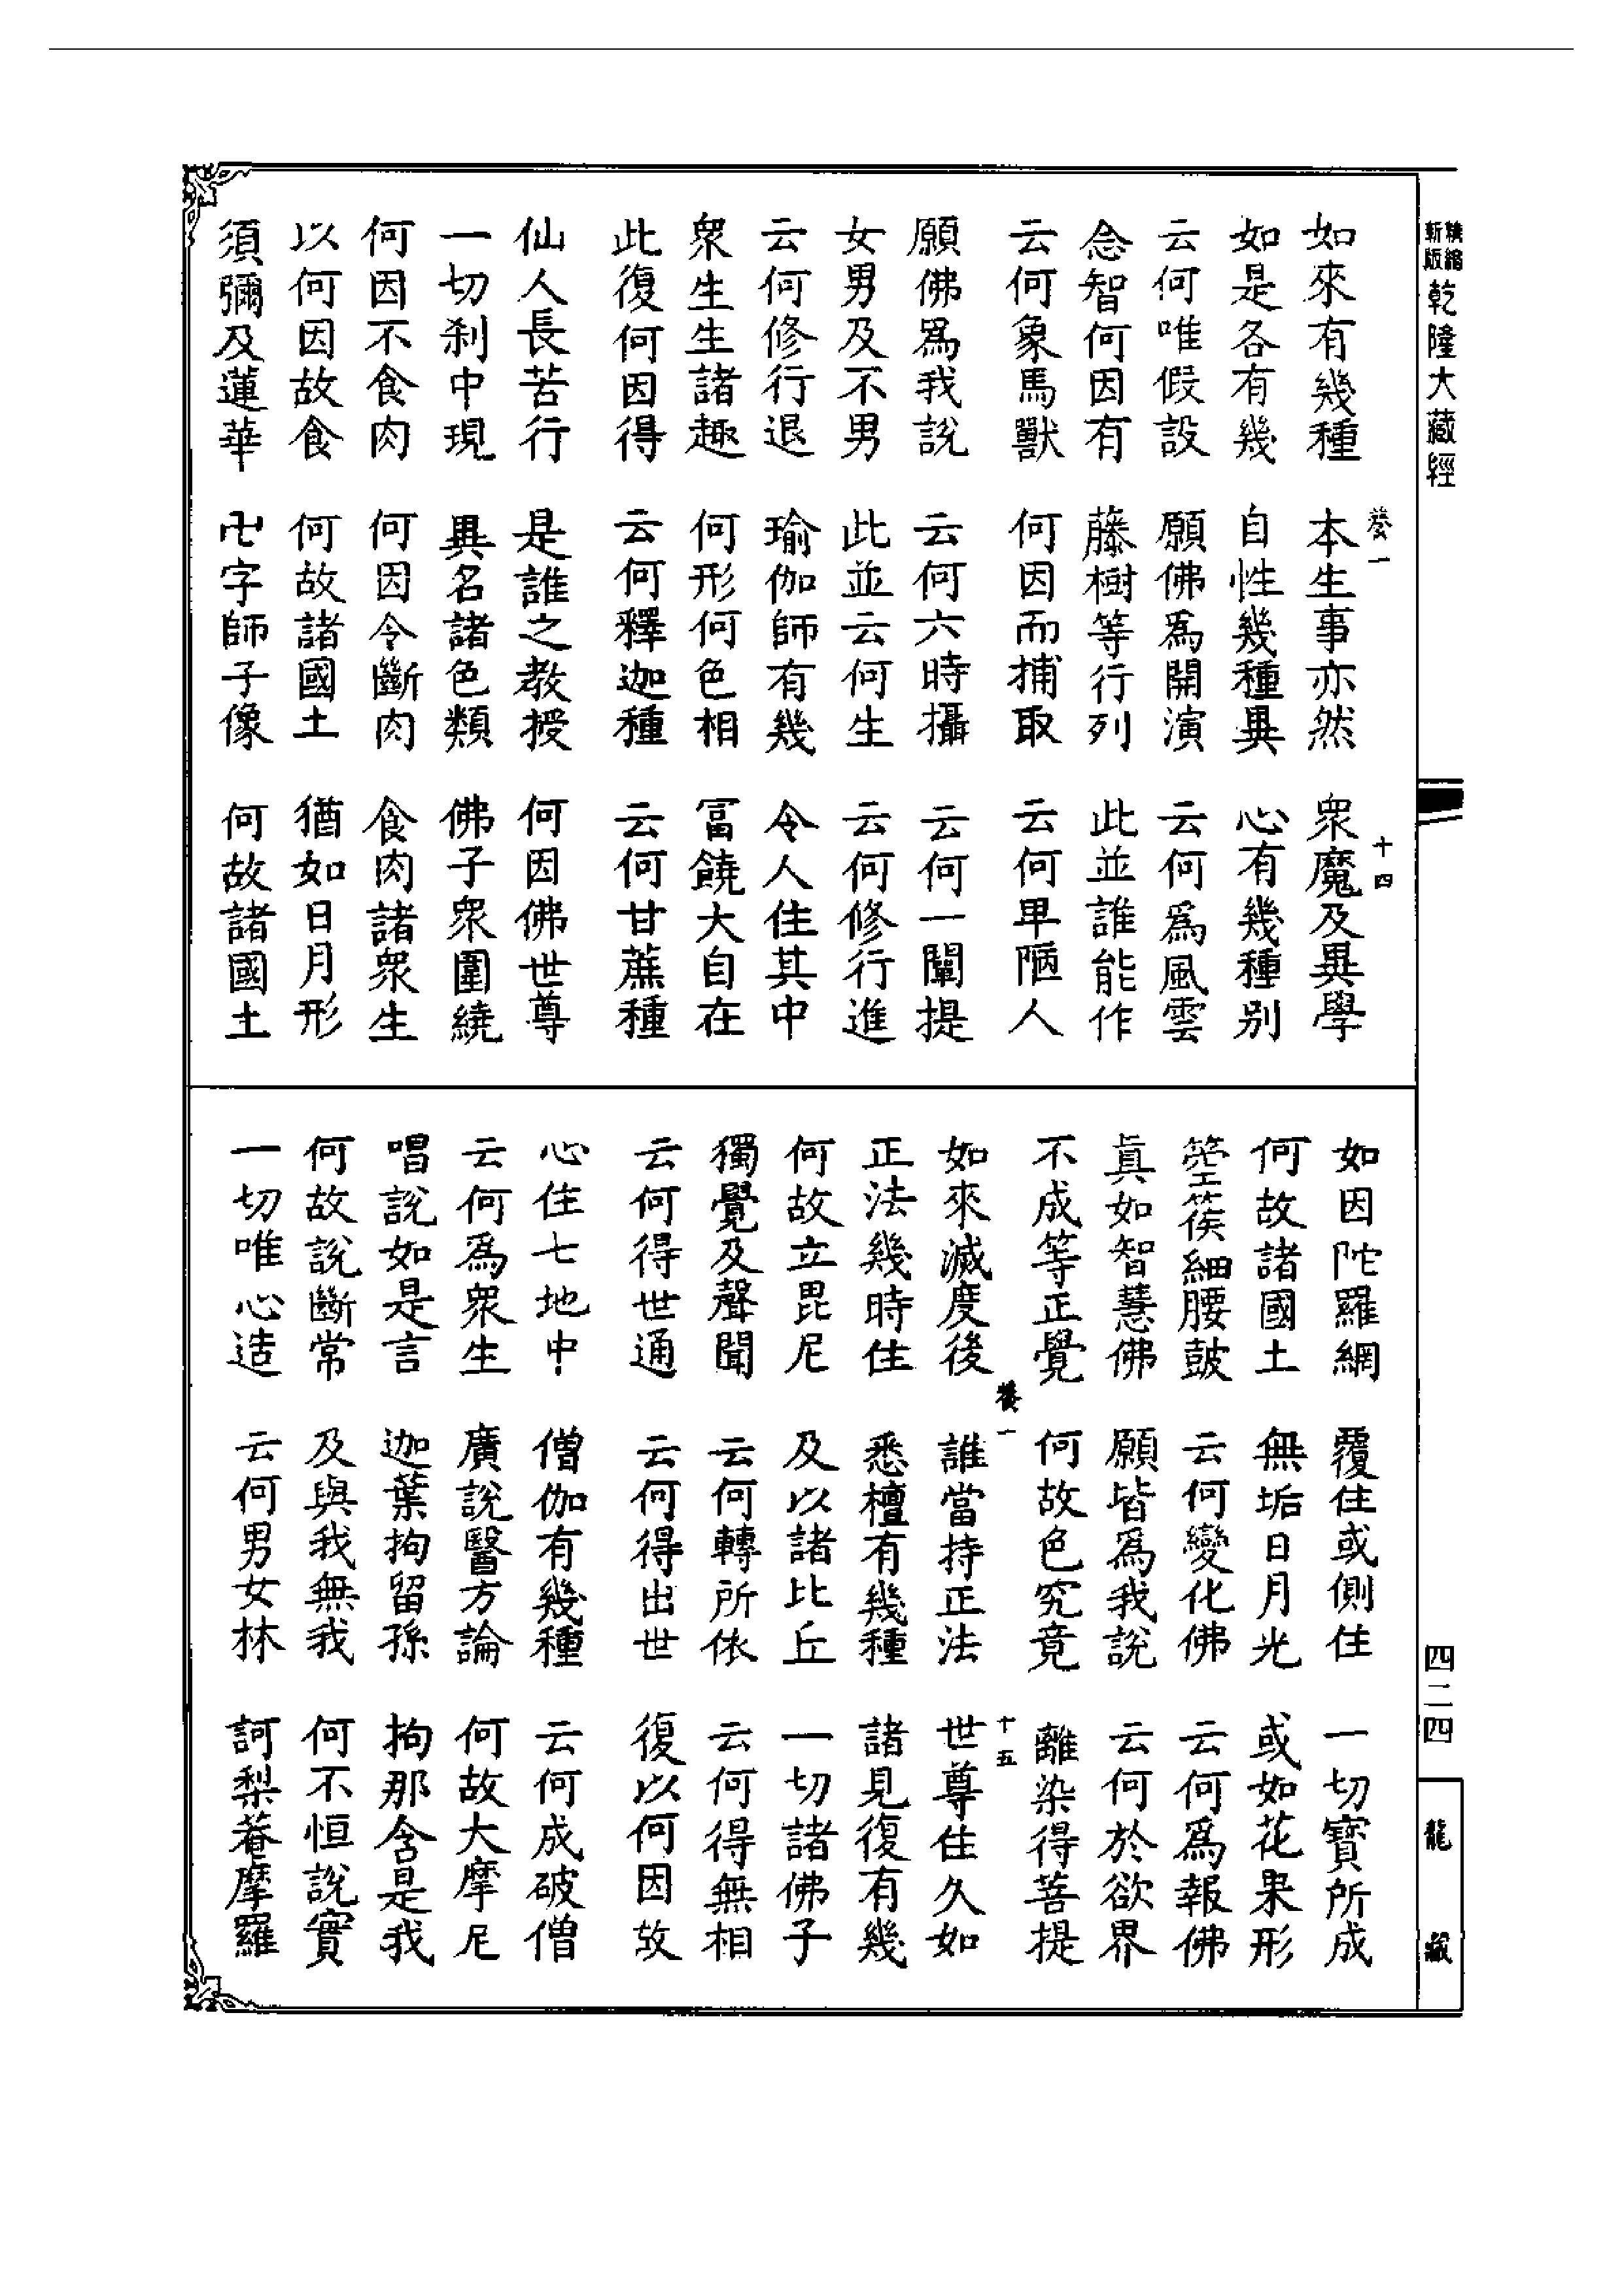 精縮
新版
乾隆大藏經
養一
十四
如來有幾種 本生事亦然 眾魔及異學
如是各有幾 自性幾種異 心有幾種別
云何唯假設 願佛為開演 云何為風雲
念智何因有 藤樹等行列 此並誰能作
云何象馬獸 何因而捕取 云何卑陋人
願佛為我說 云何六時攝 云何一闡提
女男及不男 此並云何生 云何修行進
云何修行退 瑜伽師有幾 令人住其中
眾生生諸趣 何形何色相 富饒大自在
此復何因得 云何釋迦種 云何甘蔗種
仙人長苦行 是誰之教授 何因佛世尊
一切刹中現 異名諸色類 佛子眾圍繞
何因不食肉 何因令斷肉 食肉諸眾生
以何因故食 何故諸國土 猶如日月形
須彌及蓮華 卍字師子像 何故諸國土
如因陀羅網 覆住或側住 一切寶所成
何故諸國土 無垢日月光 或如花果形
箜篌細腰鼓 云何變化佛 云何為報佛
真如智慧佛 願皆為我說 云何於欲界
不成等正覺 何故色究竟 離染得菩提
養一
十五
如來滅度後 誰當持正法 世尊住久如
正法幾時住 悉檀有幾種 諸見復有幾
何故立毘尼 及以諸比丘 一切諸佛子
獨覺及聲聞 云何轉所依 云何得無相
云何得世通 云何得出世 復以何因故
心住七地中 僧伽有幾種 云何成破僧
云何為眾生 廣說醫方論 何故大摩尼
唱說如是言 迦葉拘留孫 拘那含是我
何故說斷常 及與我無我 何不恒說實
一切唯心造 云何男女林 訶梨菴摩羅
四二四
龍藏